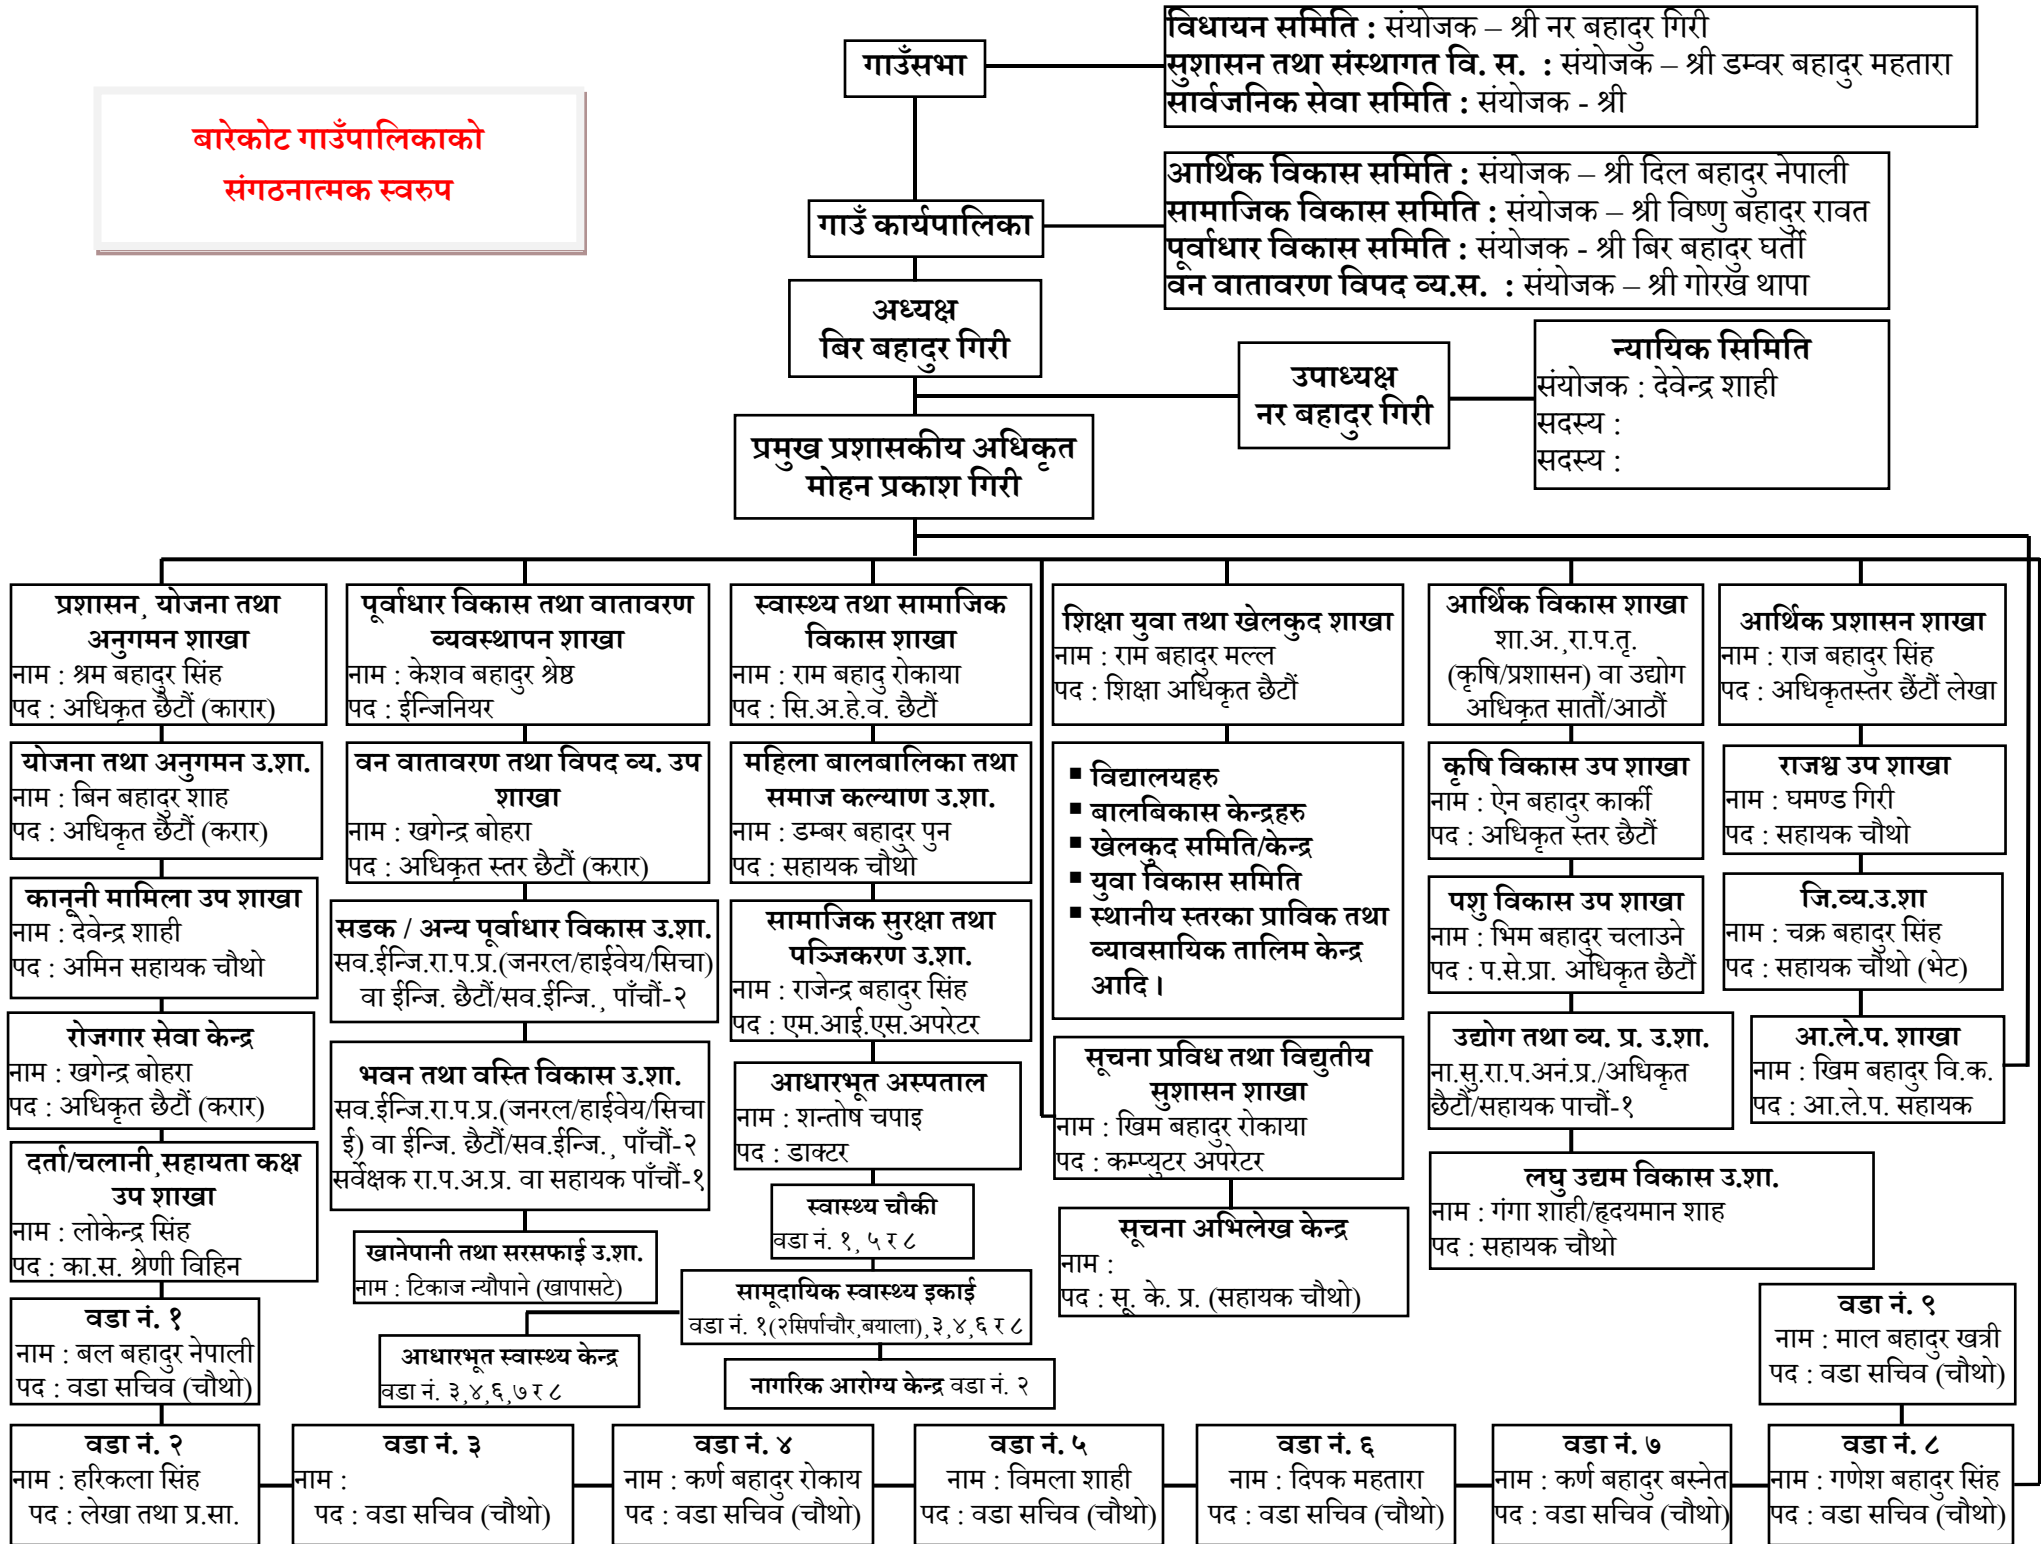 बारेकोट गाउँपालिकाको
संगठनात्मक स्वरुप
गाउँसभा
विधायन समिति : संयोजक – श्री नर बहादुर गिरी
सुशासन तथा संस्थागत वि. स. : संयोजक – श्री डम्वर बहादुर महतारा
सार्वजनिक सेवा समिति : संयोजक - श्री
गाउँ कार्यपालिका
आर्थिक विकास समिति : संयोजक – श्री दिल बहादुर नेपाली
सामाजिक विकास समिति : संयोजक – श्री विष्णु बहादुर रावत
पूर्वाधार विकास समिति : संयोजक - श्री बिर बहादुर घर्ती
वन वातावरण विपद व्य.स. : संयोजक – श्री गोरख थापा
अध्यक्ष
बिर बहादुर गिरी
उपाध्यक्ष
नर बहादुर गिरी
न्यायिक सिमिति
संयोजक : देवेन्द्र शाही
सदस्य :
सदस्य :
प्रमुख प्रशासकीय अधिकृत
मोहन प्रकाश गिरी
प्रशासन, योजना तथा
अनुगमन शाखा
नाम : श्रम बहादुर सिंह
पद : अधिकृत छैटौं (कारार)
योजना तथा अनुगमन उ.शा.
नाम : बिन बहादुर शाह
पद : अधिकृत छैटौं (करार)
कानूनी मामिला उप शाखा
नाम : देवेन्द्र शाही
पद : अमिन सहायक चौथो
रोजगार सेवा केन्द्र
नाम : खगेन्द्र बोहरा
पद : अधिकृत छैटौं (करार)
दर्ता/चलानी,सहायता कक्ष
उप शाखा
नाम : लोकेन्द्र सिंह
पद : का.स. श्रेणी विहिन
पूर्वाधार विकास तथा वातावरण
व्यवस्थापन शाखा
नाम : केशव बहादुर श्रेष्ठ
पद : ईन्जिनियर
वन वातावरण तथा विपद व्य. उप
शाखा
नाम : खगेन्द्र बोहरा
पद : अधिकृत स्तर छैटौं (करार)
सडक / अन्य पूर्वाधार विकास उ.शा.
सव.ईन्जि.रा.प.प्र.(जनरल/हाईवेय/सिचा)
वा ईन्जि. छैटौं/सव.ईन्जि., पाँचौं-२
भवन तथा वस्ति विकास उ.शा.
सव.ईन्जि.रा.प.प्र.(जनरल/हाईवेय/सिचा
ई) वा ईन्जि. छैटौं/सव.ईन्जि., पाँचौं-२
सर्वेक्षक रा.प.अ.प्र. वा सहायक पाँचौं-१
खानेपानी तथा सरसफाई उ.शा.
नाम : टिकाज न्यौपाने (खापासटे)
स्वास्थ्य तथा सामाजिक
विकास शाखा
नाम : राम बहादु रोकाया
पद : सि.अ.हे.व. छैटौं
महिला बालबालिका तथा
समाज कल्याण उ.शा.
नाम : डम्बर बहादुर पुन
पद : सहायक चौथो
सामाजिक सुरक्षा तथा
पञ्जिकरण उ.शा.
नाम : राजेन्द्र बहादुर सिंह
पद : एम.आई.एस.अपरेटर
आधारभूत अस्पताल
नाम : शन्तोष चपाइ
पद : डाक्टर
स्वास्थ्य चौकी
वडा नं. १, ५ र ८
सामूदायिक स्वास्थ्य इकाई
वडा नं. १(२सिर्पाचौर,बयाला),३,४,६ र ८
आधारभूत स्वास्थ्य केन्द्र
वडा नं. ३,४,६,७ र ८
नागरिक आरोग्य केन्द्र वडा नं. २
शिक्षा युवा तथा खेलकुद शाखा
नाम : राम बहादुर मल्ल
पद : शिक्षा अधिकृत छैटौं
▪ विद्यालयहरु
▪ बालबिकास केन्द्रहरु
▪ खेलकुद समिति/केन्द्र
▪ युवा विकास समिति
▪ स्थानीय स्तरका प्राविक तथा
व्यावसायिक तालिम केन्द्र
आदि ।
सूचना प्रविध तथा विद्युतीय
सुशासन शाखा
नाम : खिम बहादुर रोकाया
पद : कम्प्युटर अपरेटर
सूचना अभिलेख केन्द्र
नाम :
पद : सू. के. प्र. (सहायक चौथो)
आर्थिक विकास शाखा
शा.अ.,रा.प.तृ.
(कृषि/प्रशासन) वा उद्योग
अधिकृत सातौं/आठौं
कृषि विकास उप शाखा
नाम : ऐन बहादुर कार्की
पद : अधिकृत स्तर छैटौं
पशु विकास उप शाखा
नाम : भिम बहादुर चलाउने
पद : प.से.प्रा. अधिकृत छैटौं
उद्योग तथा व्य. प्र. उ.शा.
ना.सु.रा.प.अनं.प्र./अधिकृत
छैटौं/सहायक पाचौं-१
लघु उद्यम विकास उ.शा.
नाम : गंगा शाही/हृदयमान शाह
पद : सहायक चौथो
आर्थिक प्रशासन शाखा
नाम : राज बहादुर सिंह
पद : अधिकृतस्तर छैंटौं लेखा
राजश्व उप शाखा
नाम : घमण्ड गिरी
पद : सहायक चौथो
जि.व्य.उ.शा
नाम : चक्र बहादुर सिंह
पद : सहायक चौथो (भेट)
आ.ले.प. शाखा
नाम : खिम बहादुर वि.क.
पद : आ.ले.प. सहायक
वडा नं. १
नाम : बल बहादुर नेपाली
पद : वडा सचिव (चौथो)
वडा नं. २
नाम : हरिकला सिंह
पद : लेखा तथा प्र.सा.
वडा नं. ३
नाम :
पद : वडा सचिव (चौथो)
वडा नं. ४
नाम : कर्ण बहादुर रोकाय
पद : वडा सचिव (चौथो)
वडा नं. ५
नाम : विमला शाही
पद : वडा सचिव (चौथो)
वडा नं. ६
नाम : दिपक महतारा
पद : वडा सचिव (चौथो)
वडा नं. ७
नाम : कर्ण बहादुर बस्नेत
पद : वडा सचिव (चौथो)
वडा नं. ८
नाम : गणेश बहादुर सिंह
पद : वडा सचिव (चौथो)
वडा नं. ९
नाम : माल बहादुर खत्री
पद : वडा सचिव (चौथो)